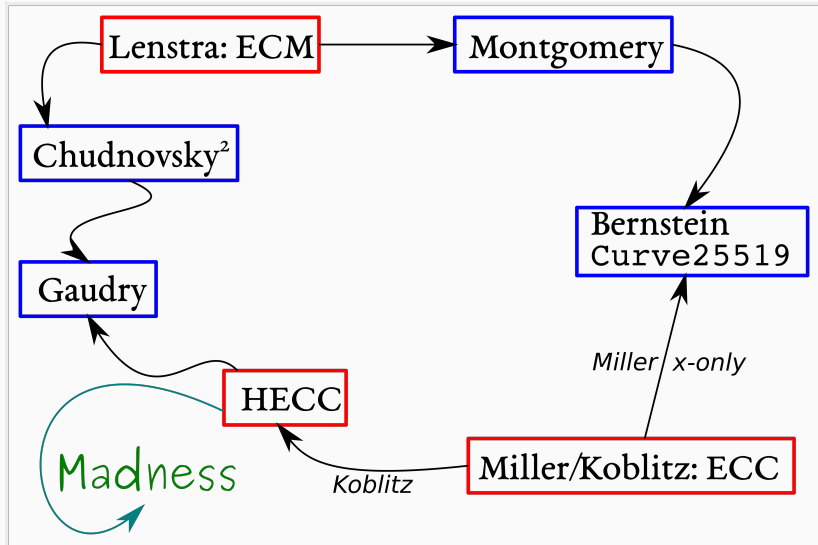 Lenstra: ECM
Montgomery
Chudnovsky²
Bernstein
Curve25519
Gaudry
Miller x-only
HECC
Madness
Koblitz
Miller/Koblitz: ECC